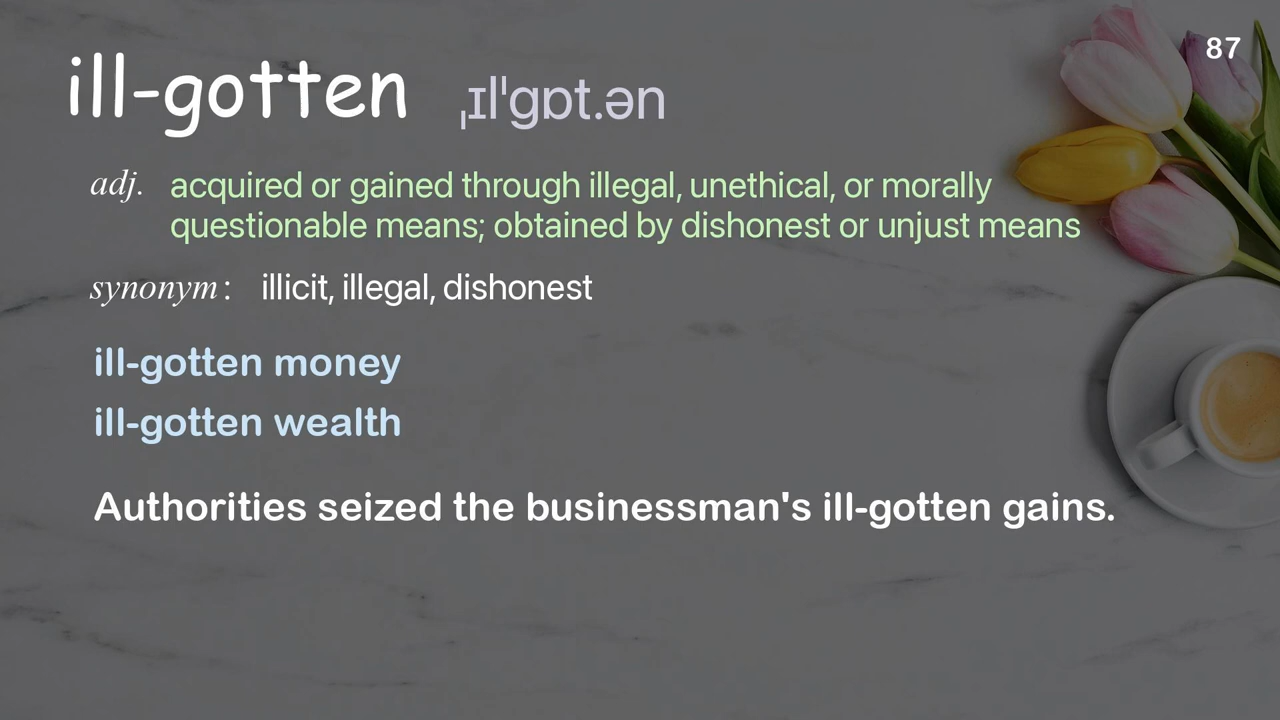 87
ill-gotten ˌɪlˈgɒt.ən
adj. acquired or gained through illegal, unethical, or morally
questionable means; obtained by dishonest or unjust means
synonym: illicit, illegal, dishonest
ill-gotten money
ill-gotten wealth
Authorities seized the businessman's ill-gotten gains.